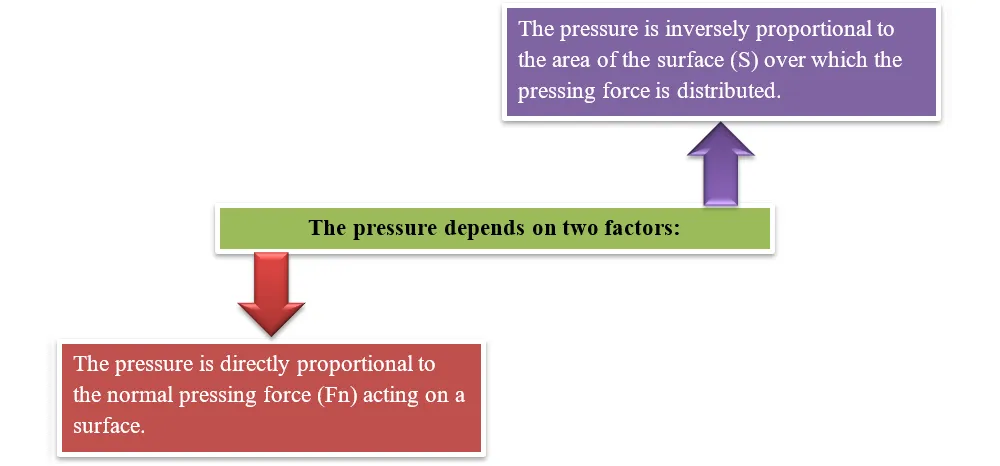 The pressure is inversely proportional to
the area of the surface (S) over which the
pressing force is distributed.
The pressure depends on two factors:
The pressure is directly proportional to
the normal pressing force (Fn) acting on a
surface.